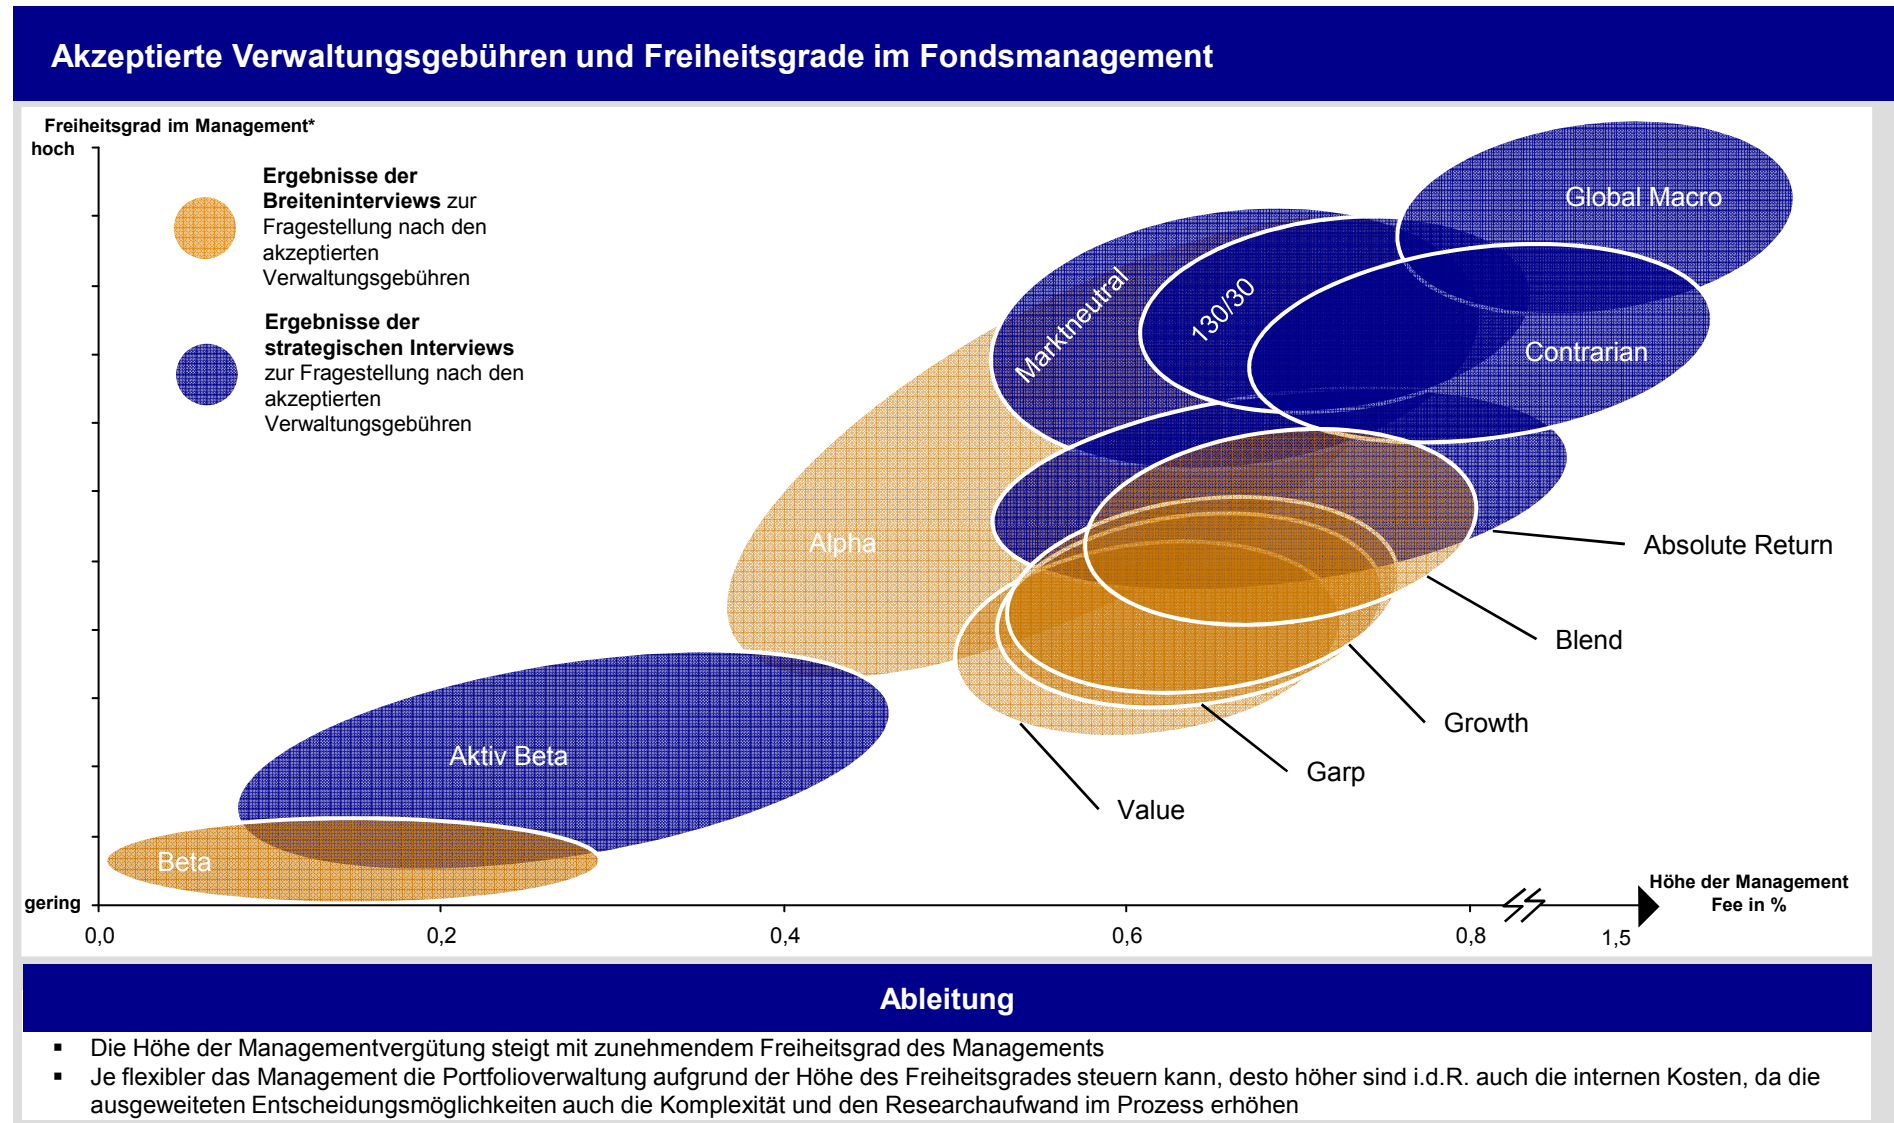 Akzeptierte Verwaltungsgebühren und Freiheitsgrade im Fondsmanagement
Freiheitsgrad im Management*
hoch
Ergebnisse der
Breiteninterviews zur
Fragestellung nach den
akzeptierten
Verwaltungsgebühren
Ergebnisse der
strategischen Interviews
zur Fragestellung nach den
akzeptierten
Verwaltungsgebühren
Global Macro
Marktneutral
130/30
Contrarian
Alpha
Absolute Return
Blend
Growth
Garp
Value
Aktiv Beta
Beta
gering
Höhe der Management
Fee in %
0,0
0,2
0,4
0,6
0,8
1,5
Ableitung
▪ Die Höhe der Managementvergütung steigt mit zunehmendem Freiheitsgrad des Managements
▪ Je flexibler das Management die Portfolioverwaltung aufgrund der Höhe des Freiheitsgrades steuern kann, desto höher sind i.d.R. auch die internen Kosten, da die
ausgeweiteten Entscheidungsmöglichkeiten auch die Komplexität und den Researchaufwand im Prozess erhöhen